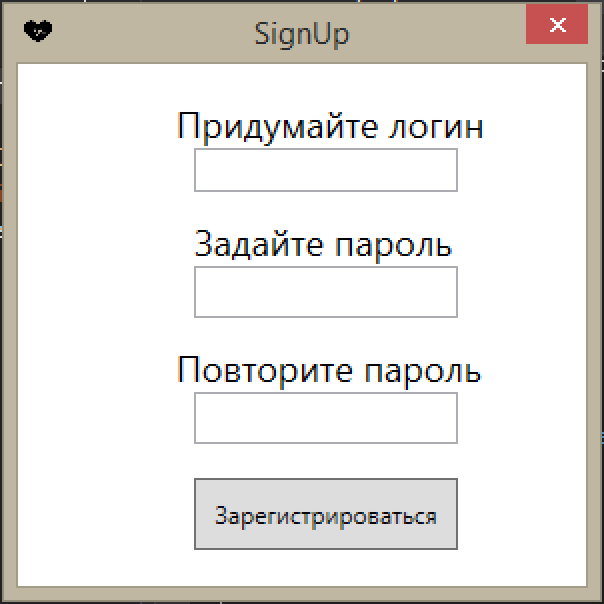 SignUp
Придумайте логин
Задайте пароль
Повторите пароль
Зарегистрироваться